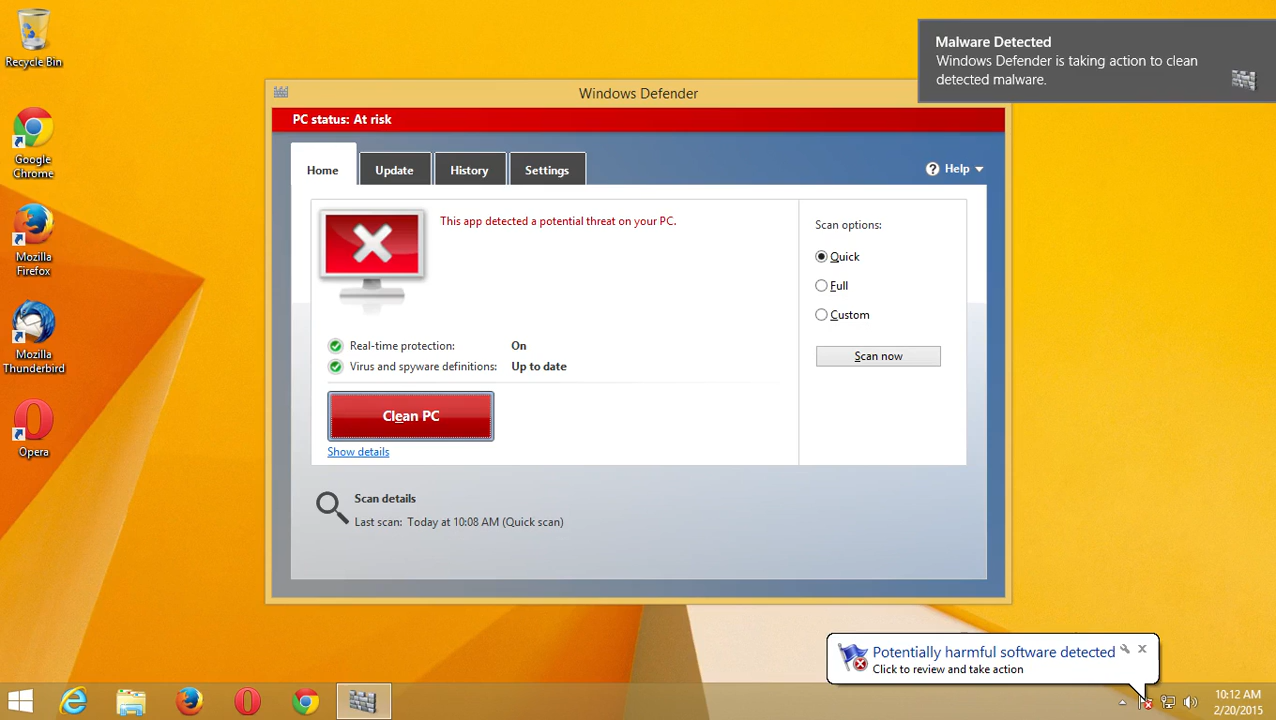 Recycle Bin
Google
Chrome
Mozilla
Firefox
Mozilla
Thunderbird
Opera
Malware Detected
Windows Defender is taking action to clean
detected malware.
Windows Defender
PC status: At risk
Home
Update
History
Settings
Help
This app detected a potential threat on your PC.
Real-time protection: On
Virus and spyware definitions: Up to date
Clean PC
Show details
Scan options:
Quick
Full
Custom
Scan now
Scan details
Last scan: Today at 10:08 AM (Quick scan)
Potentially harmful software detected
Click to review and take action
10:12 AM
2/20/2015